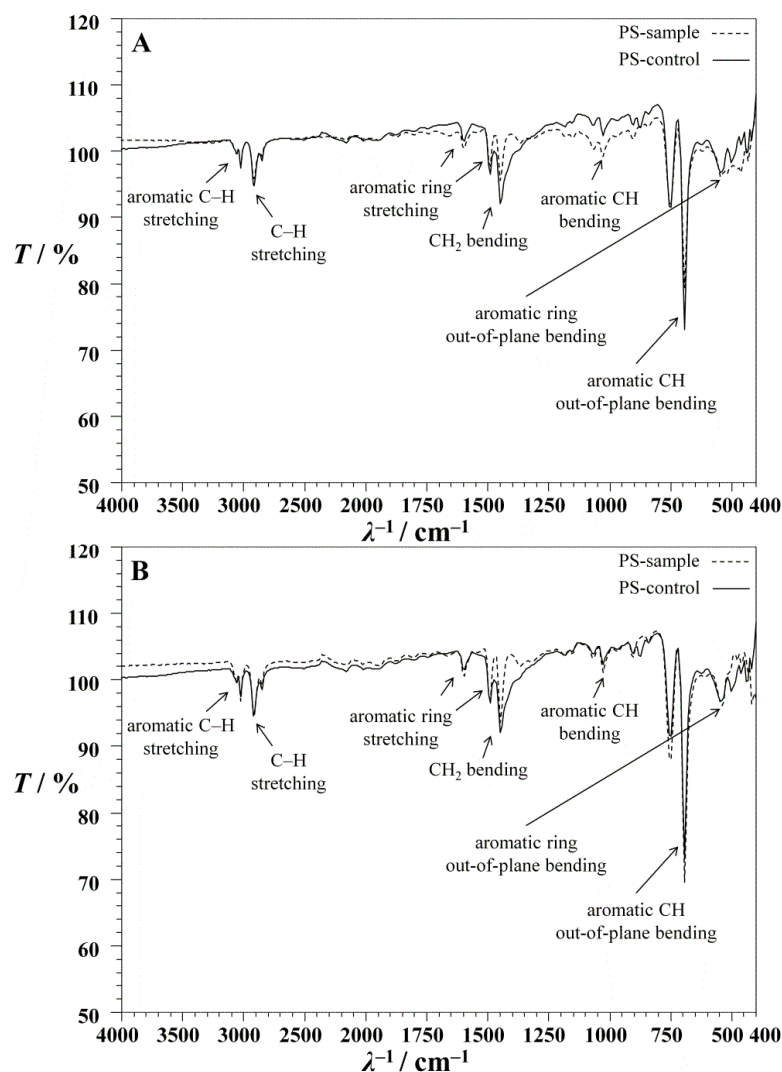 120
A
PS-sample
PS-control
110
100
90
80
70
60
50
T / %
aromatic C–H
stretching
C–H
stretching
aromatic ring
stretching
CH₂ bending
aromatic CH
bending
aromatic ring
out-of-plane bending
aromatic CH
out-of-plane bending
4000 3500 3000 2500 2000 1750 1500 1250 1000 750 500 400
λ⁻¹ / cm⁻¹
120
B
PS-sample
PS-control
110
100
90
80
70
60
50
T / %
aromatic C–H
stretching
C–H
stretching
aromatic ring
stretching
CH₂ bending
aromatic CH
bending
aromatic ring
out-of-plane bending
aromatic CH
out-of-plane bending
4000 3500 3000 2500 2000 1750 1500 1250 1000 750 500 400
λ⁻¹ / cm⁻¹